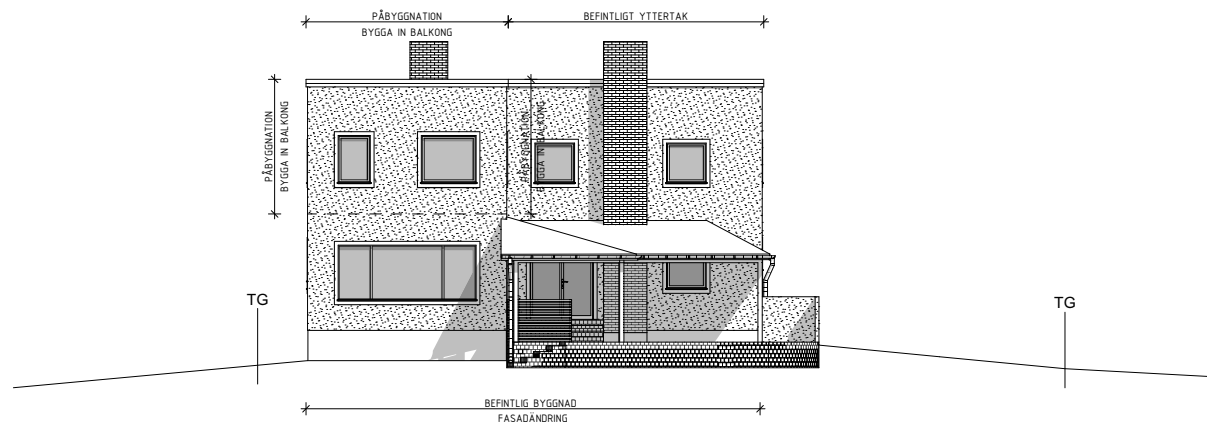 PÅBYGGNATION
BYGGA IN BALKONG
BEFINTLIGT YTTERTAK
PÅBYGGNATION
BYGGA IN BALKONG
PÅBYGGNATION
BYGGA IN BALKONG
TG
TG
BEFINTLIG BYGGNAD
FASADÄNDRING